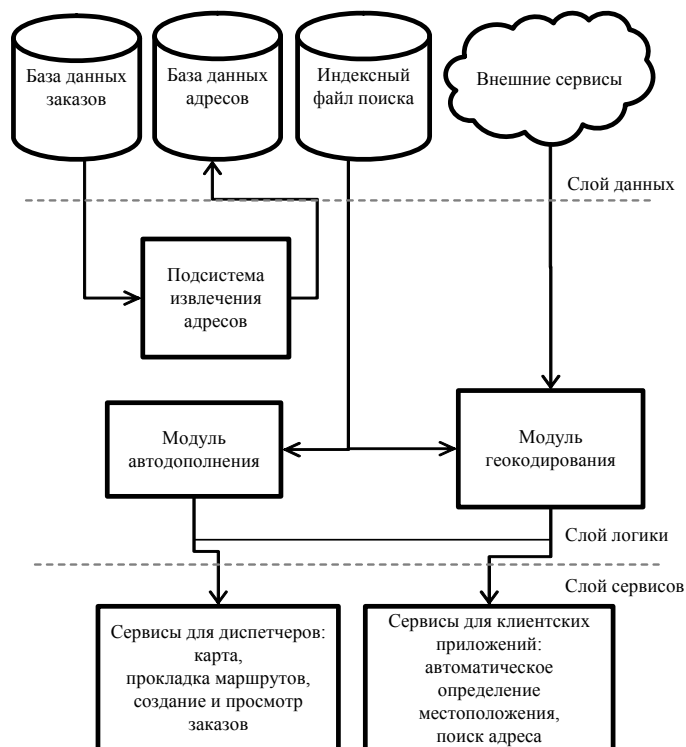 База данных
заказов
База данных
адресов
Индексный
файл поиска
Внешние сервисы
Слой данных
Подсистема
извлечения
адресов
Модуль
автодополнения
Модуль
геокодирования
Слой логики
Слой сервисов
Сервисы для диспетчеров:
карта,
прокладка маршрутов,
создание и просмотр
заказов
Сервисы для клиентских
приложений:
автоматическое
определение
местоположения,
поиск адреса